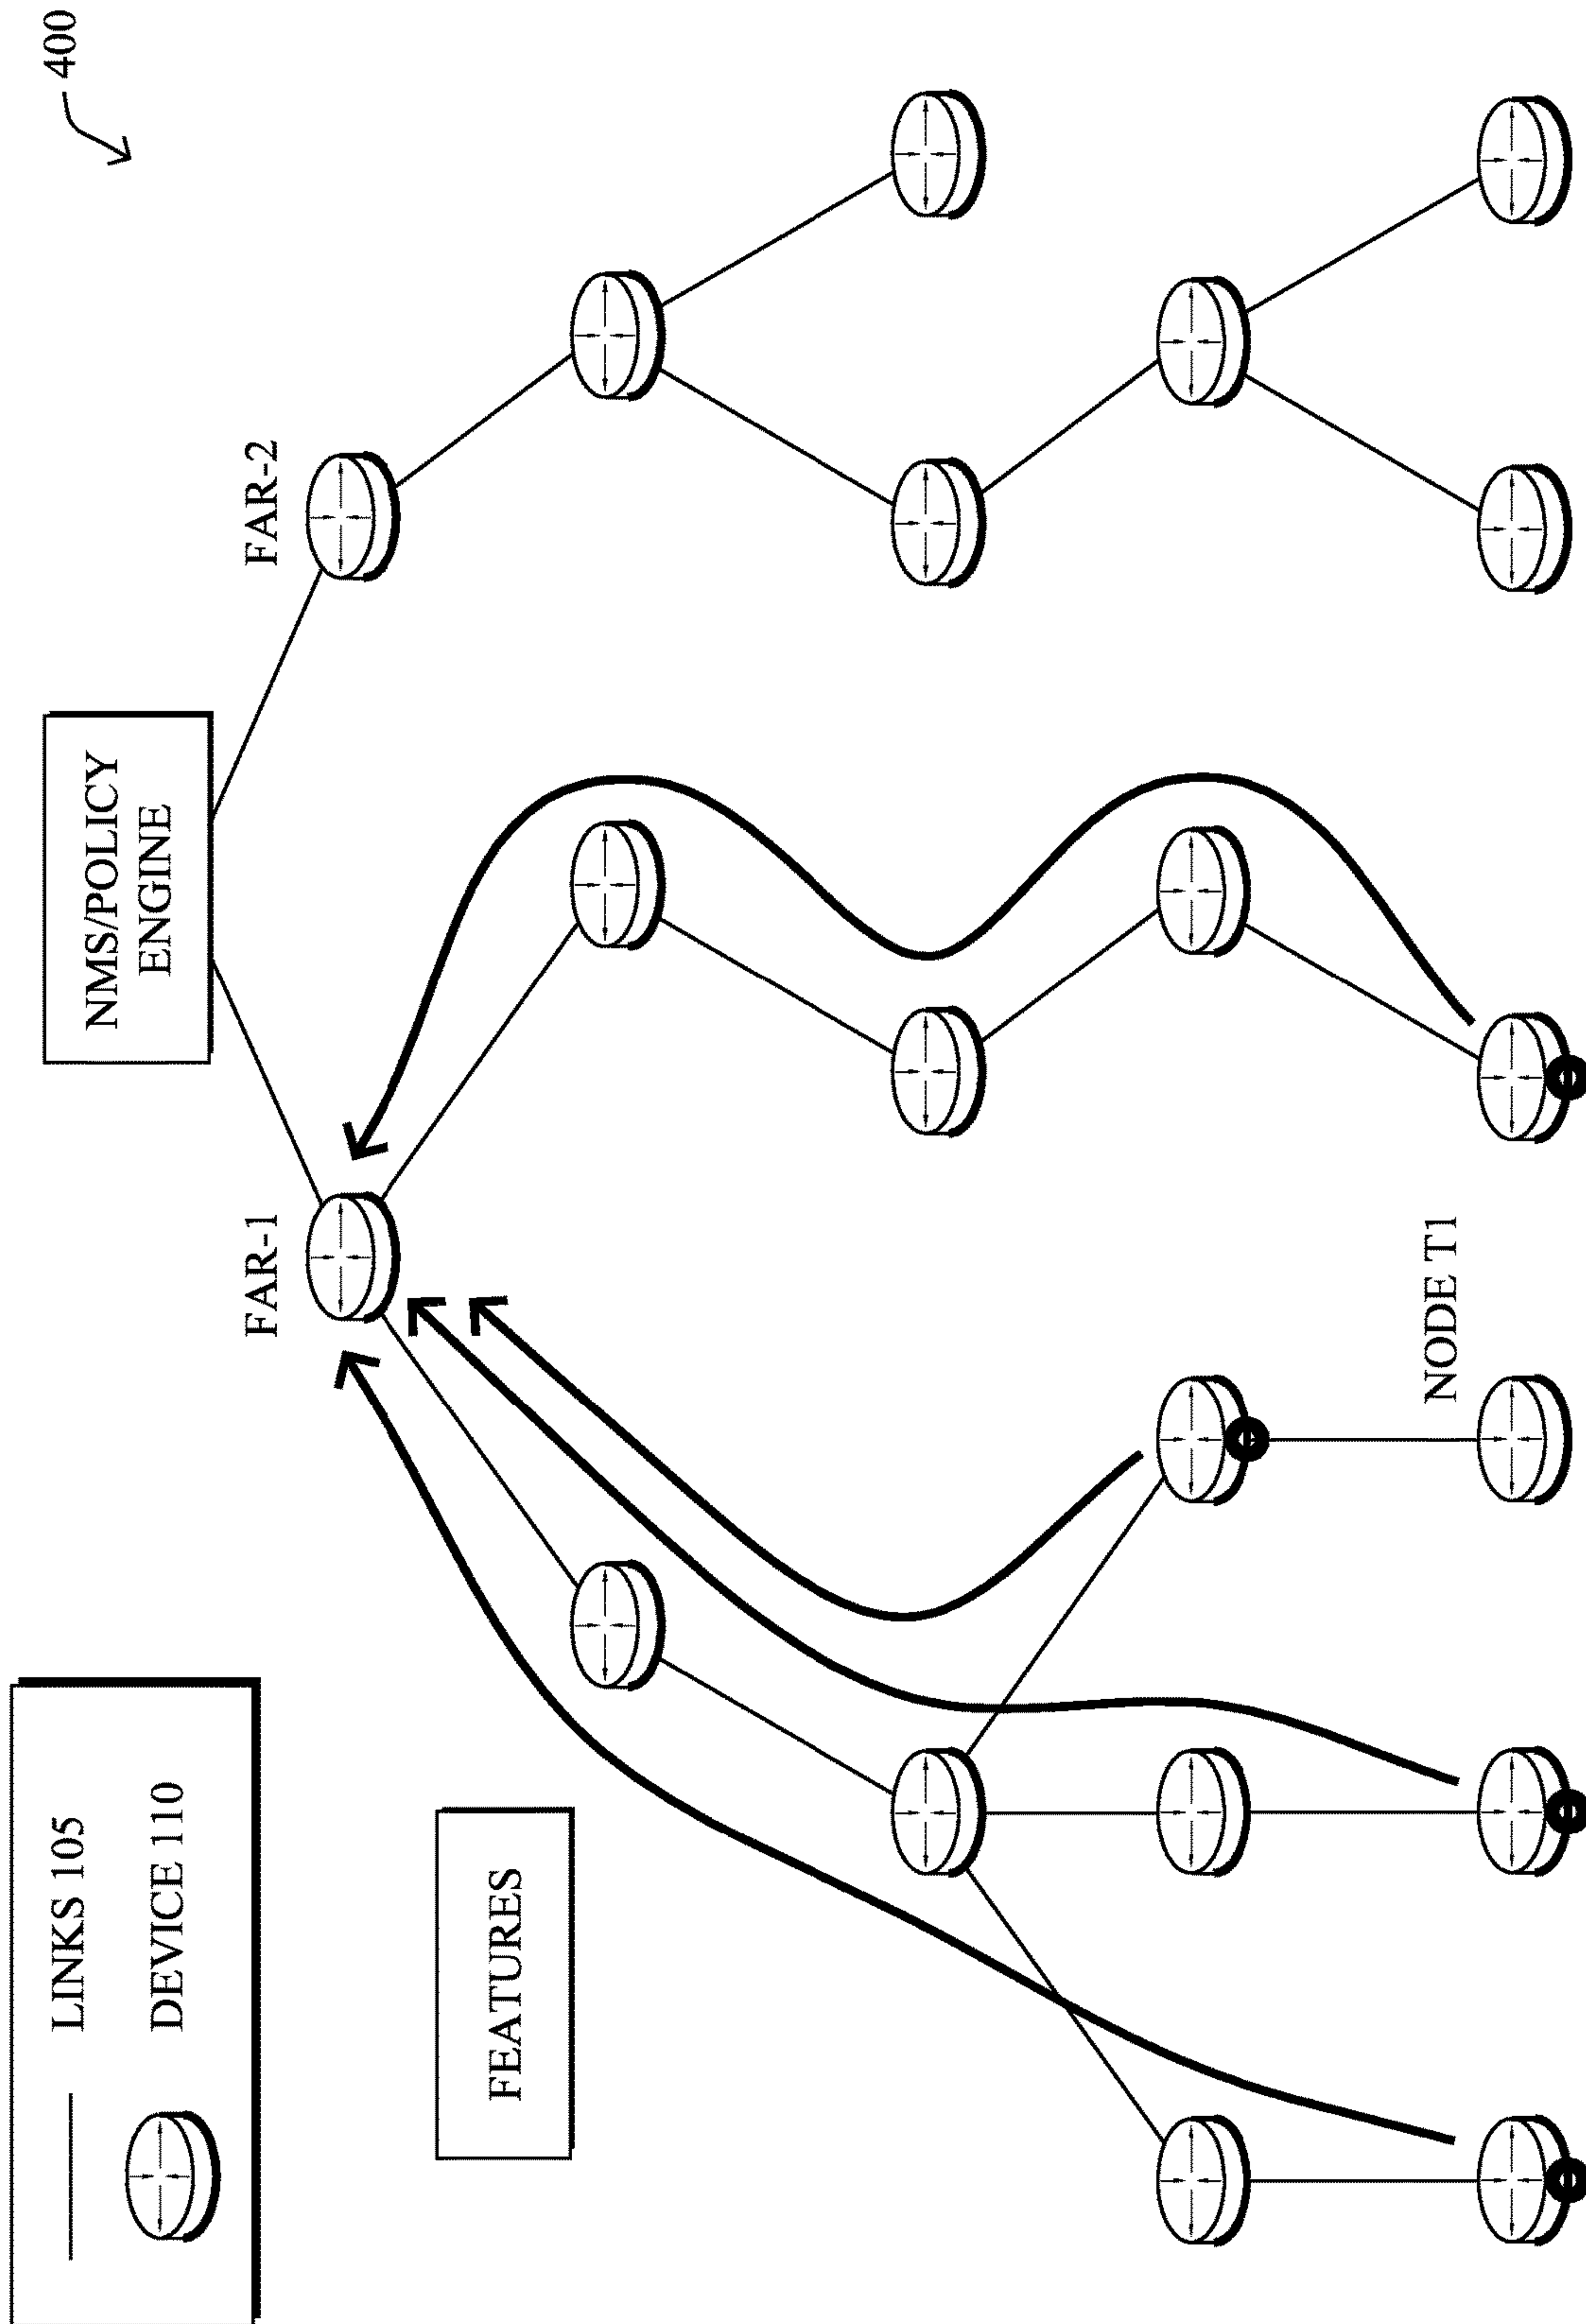 400
LINKS 105
DEVICE 110
NMS/POLICY
ENGINE
FAR-1
FAR-2
FEATURES
NODE T1